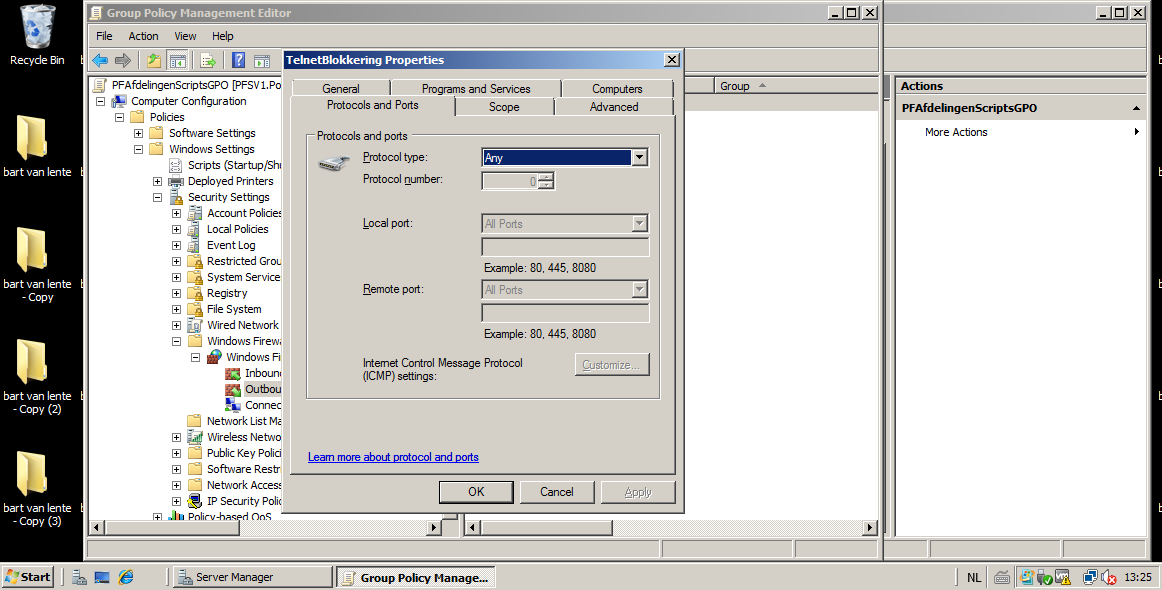 Recycle Bin
bart van lente
bart van lente
- Copy
bart van lente
- Copy (2)
bart van lente
- Copy (3)
Group Policy Management Editor
File Action View Help
PFAfdelingenScriptsGPO [PFSV1.Po
Computer Configuration
Policies
Software Settings
Windows Settings
Scripts (Startup/Shu
Deployed Printers
Security Settings
Account Policies
Local Policies
Event Log
Restricted Grou
System Service
Registry
File System
Wired Network
Windows Firewa
Windows Fi
Inboun
Outbou
Connec
Network List Ma
Wireless Netwo
Public Key Polici
Software Restri
Network Access
IP Security Polic
Policy-based QoS
TelnetBlokkering Properties
General Programs and Services Computers
Protocols and Ports Scope Advanced
Protocols and ports
Protocol type: Any
Protocol number: 0
Local port: All Ports
Example: 80, 445, 8080
Remote port: All Ports
Example: 80, 445, 8080
Internet Control Message Protocol
(ICMP) settings:
Customize...
Learn more about protocol and ports
OK Cancel Apply
Group
Actions
PFAfdelingenScriptsGPO
More Actions
Start Server Manager Group Policy Manage... NL 13:25